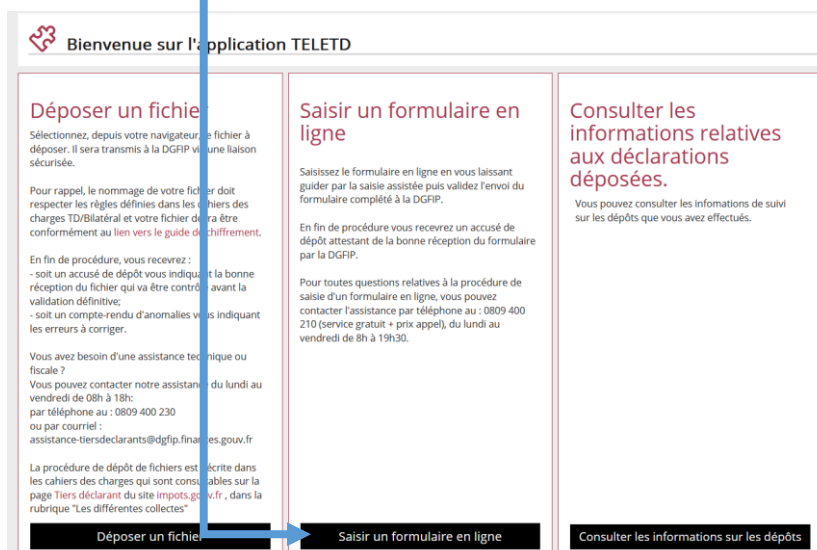 Bienvenue sur l'application TELETD
Déposer un fichier
Sélectionnez, depuis votre navigateur, le fichier à
déposer. Il sera transmis à la DGFIP via une liaison
sécurisée.
Pour rappel, le nommage de votre fichier doit
respecter les règles définies dans les cahiers des
charges TD/Bilatéral et votre fichier devra être
conformément au lien vers le guide de chiffrement.
En fin de procédure, vous recevrez :
- soit un accusé de dépôt vous indiquant la bonne
réception du fichier qui va être contrôlé avant la
validation définitive;
- soit un compte-rendu d'anomalies vous indiquant
les erreurs à corriger.
Vous avez besoin d'une assistance technique ou
fiscale ?
Vous pouvez contacter notre assistance du lundi au
vendredi de 08h à 18h:
par téléphone au : 0809 400 230
ou par courriel :
assistance-tiersdeclarants@dgfip.finances.gouv.fr
La procédure de dépôt de fichiers est décrite dans
les cahiers des charges qui sont consultables sur la
page Tiers déclarant du site impots.gouv.fr , dans la
rubrique "Les différentes collectes"
Déposer un fichier
Saisir un formulaire en
ligne
Saisissez le formulaire en ligne en vous laissant
guider par la saisie assistée puis validez l'envoi du
formulaire complété à la DGFIP.
En fin de procédure vous recevrez un accusé de
dépôt attestant de la bonne réception du formulaire
par la DGFIP.
Pour toutes questions relatives à la procédure de
saisie d'un formulaire en ligne, vous pouvez
contacter l'assistance par téléphone au : 0809 400
210 (service gratuit + prix appel), du lundi au
vendredi de 8h à 19h30.
Saisir un formulaire en ligne
Consulter les
informations relatives
aux déclarations
déposées.
Vous pouvez consulter les infomations de suivi
sur les dépôts que vous avez effectués.
Consulter les informations sur les dépôts